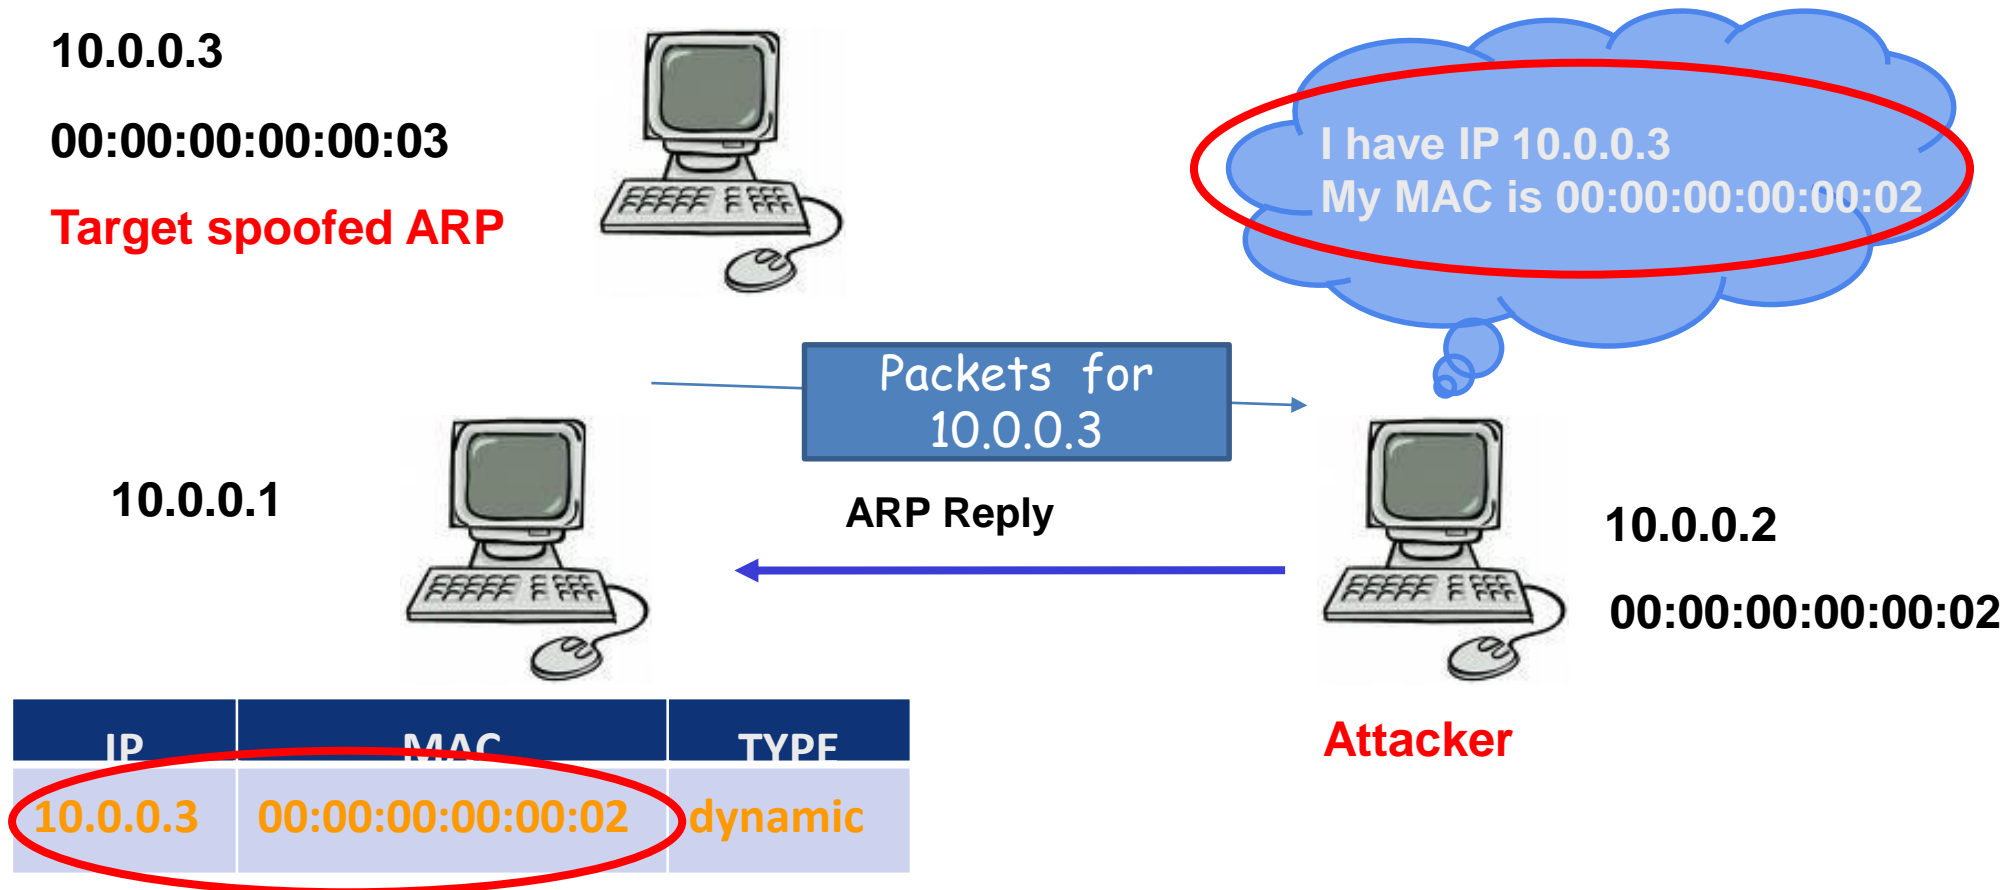 10.0.0.3
00:00:00:00:00:03
Target spoofed ARP
I have IP 10.0.0.3
My MAC is 00:00:00:00:00:02
Packets for
10.0.0.3
10.0.0.1
ARP Reply
10.0.0.2
00:00:00:00:00:02
Attacker
IP MAC TYPE
10.0.0.3 00:00:00:00:00:02 dynamic